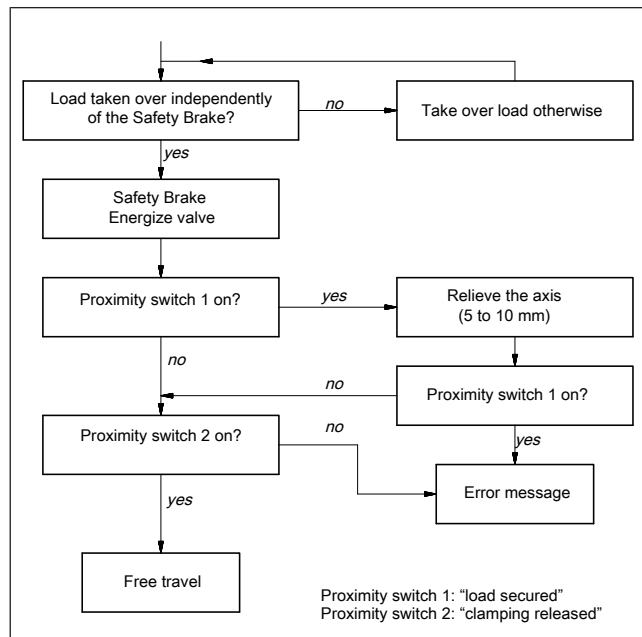 Load taken over independently
of the Safety Brake?
no
Take over load otherwise
yes
Safety Brake
Energize valve
Proximity switch 1 on?
yes
Relieve the axis
(5 to 10 mm)
no
no
Proximity switch 1 on?
Proximity switch 2 on?
no
yes
yes
Error message
Free travel
Proximity switch 1: “load secured”
Proximity switch 2: “clamping released”